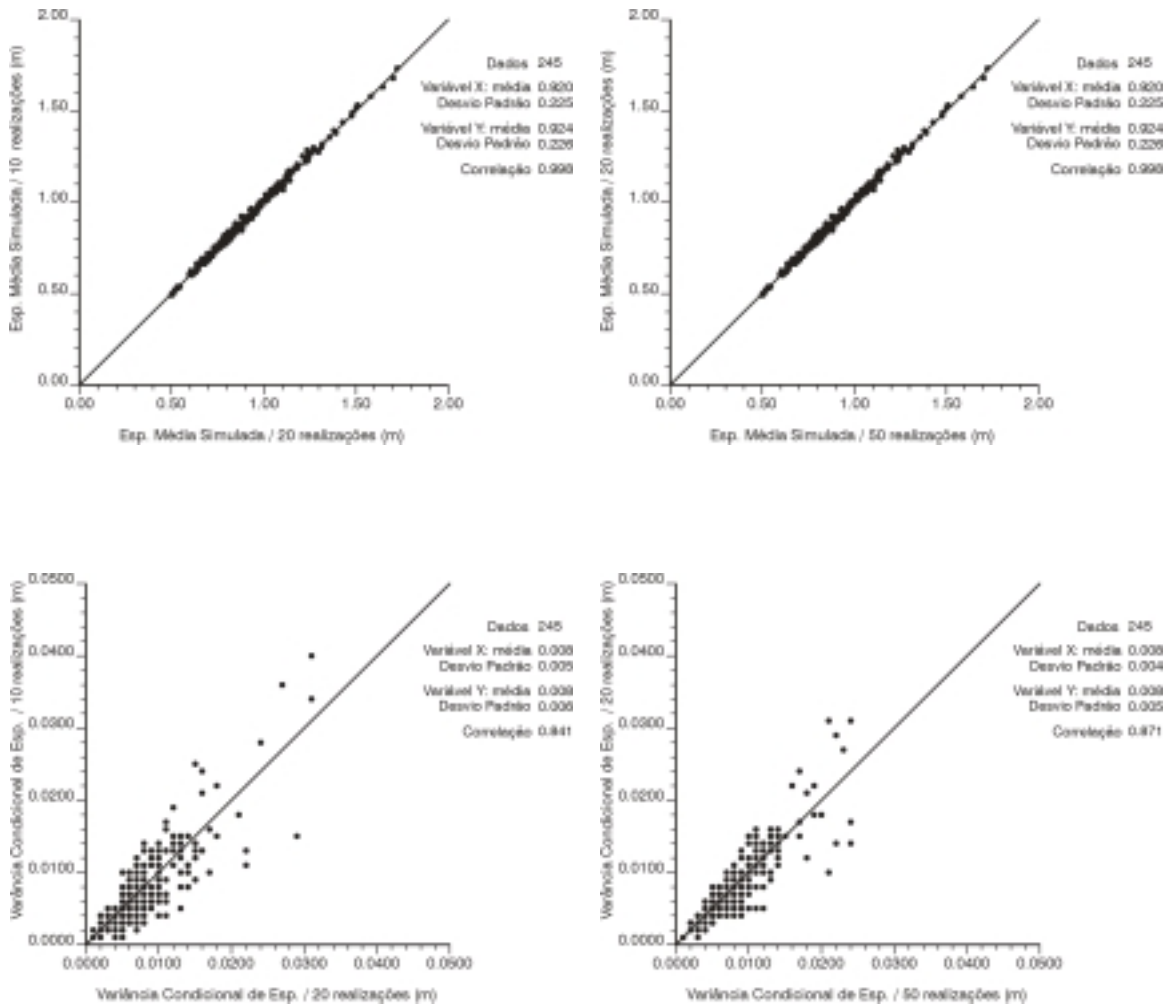 Esp. Média Simulada / 10 realizações (m)
2.00
1.50
1.00
0.50
0.00
0.00 0.50 1.00 1.50 2.00
Esp. Média Simulada / 20 realizações (m)
Dados 245
Variável X: média 0.920
Desvio Padrão 0.225
Variável Y: média 0.924
Desvio Padrão 0.226
Correlação 0.998
Esp. Média Simulada / 20 realizações (m)
2.00
1.50
1.00
0.50
0.00
0.00 0.50 1.00 1.50 2.00
Esp. Média Simulada / 50 realizações (m)
Dados 245
Variável X: média 0.920
Desvio Padrão 0.225
Variável Y: média 0.924
Desvio Padrão 0.226
Correlação 0.998
Variância Condicional de Esp. / 10 realizações (m)
0.0500
0.0400
0.0300
0.0200
0.0100
0.0000
0.0000 0.0100 0.0200 0.0300 0.0400 0.0500
Variância Condicional de Esp. / 20 realizações (m)
Dados 245
Variável X: média 0.008
Desvio Padrão 0.005
Variável Y: média 0.008
Desvio Padrão 0.006
Correlação 0.841
Variância Condicional de Esp. / 20 realizações (m)
0.0500
0.0400
0.0300
0.0200
0.0100
0.0000
0.0000 0.0100 0.0200 0.0300 0.0400 0.0500
Variância Condicional de Esp. / 50 realizações (m)
Dados 245
Variável X: média 0.008
Desvio Padrão 0.004
Variável Y: média 0.008
Desvio Padrão 0.005
Correlação 0.871